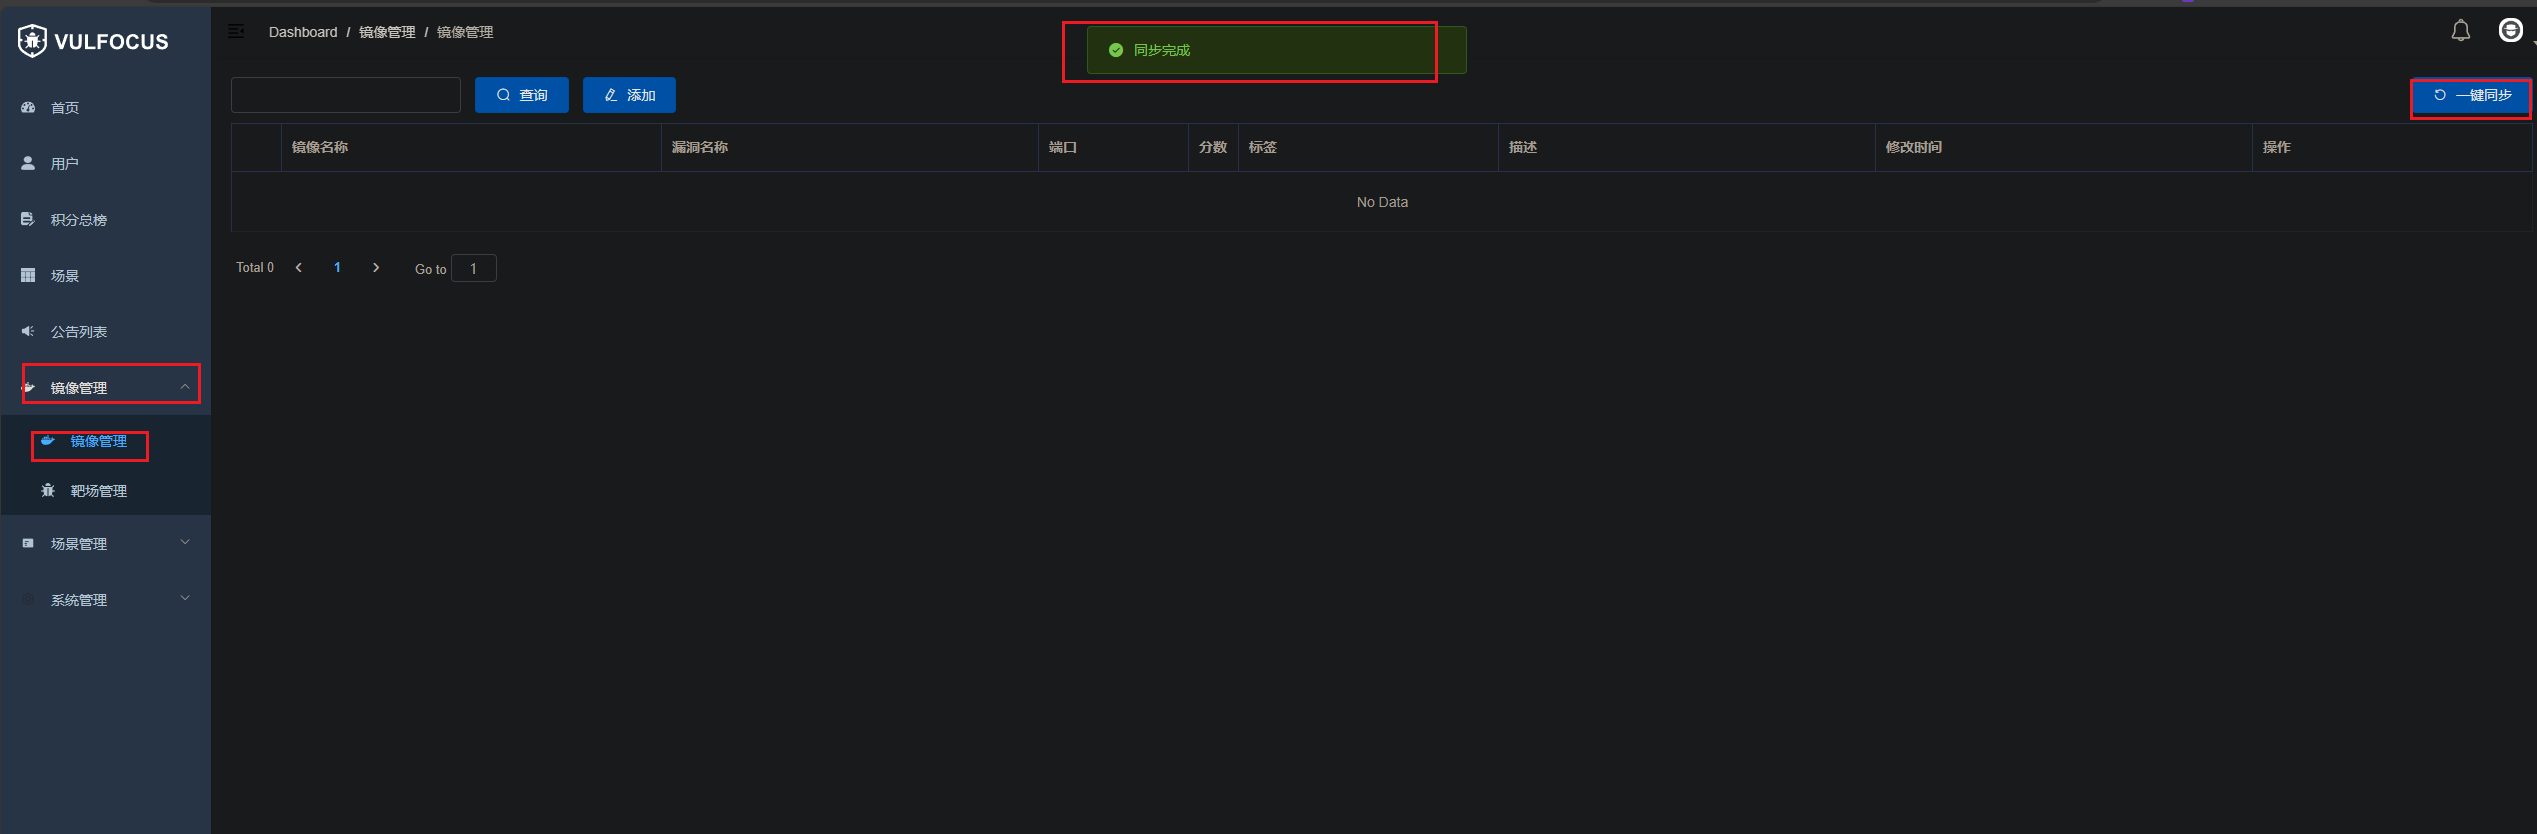 VULFOCUS
首页
用户
积分总榜
场景
公告列表
镜像管理
镜像管理
靶场管理
场景管理
系统管理
Dashboard / 镜像管理 / 镜像管理
同步完成
查询 添加 一键同步
镜像名称 漏洞名称 端口 分数 标签 描述 修改时间 操作
No Data
Total 0 1 Go to 1